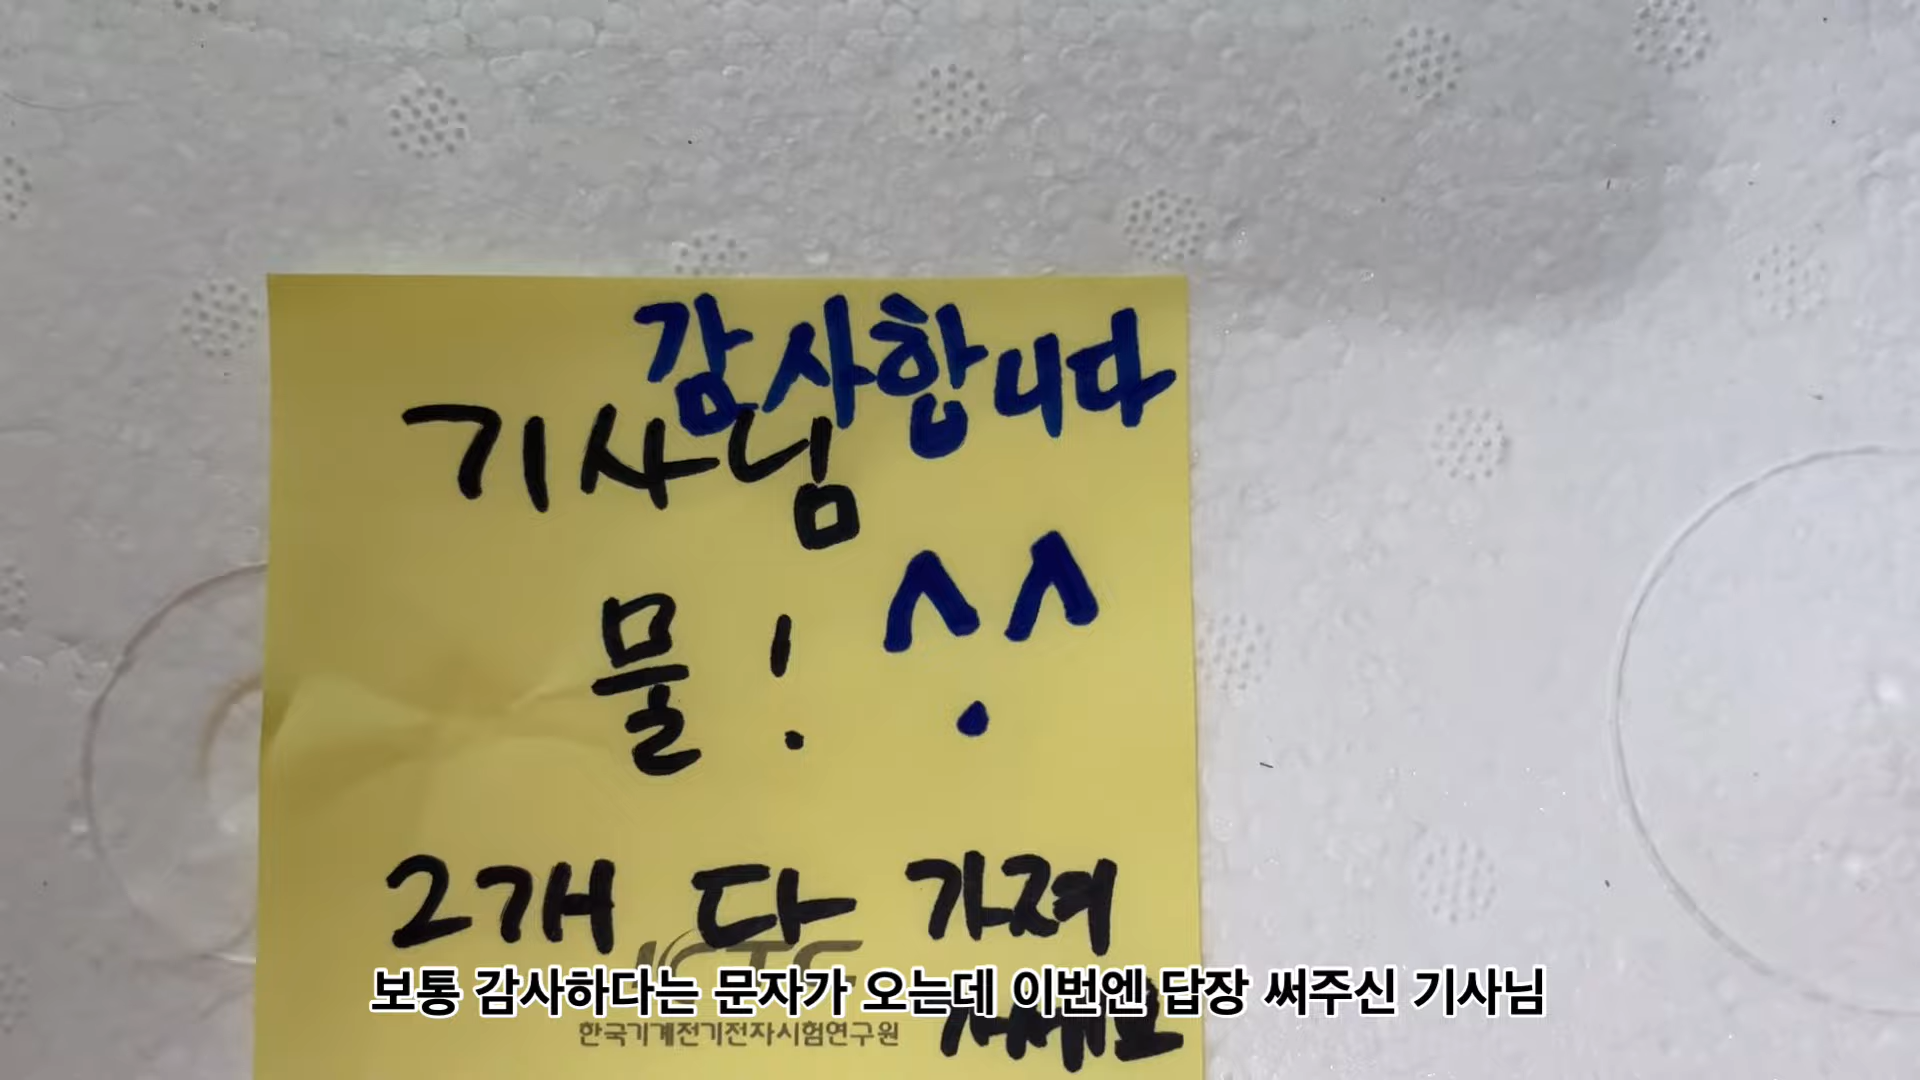 감사합니다
기사님
물! ^.^
2개 다 가져
가세요
KTC
한국기계전기전자시험연구원
보통 감사하다는 문자가 오는데 이번엔 답장 써주신 기사님